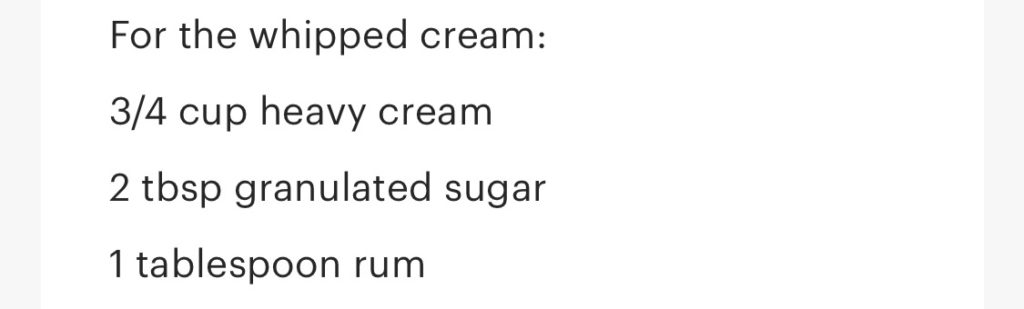 For the whipped cream:
3/4 cup heavy cream
2 tbsp granulated sugar
1 tablespoon rum